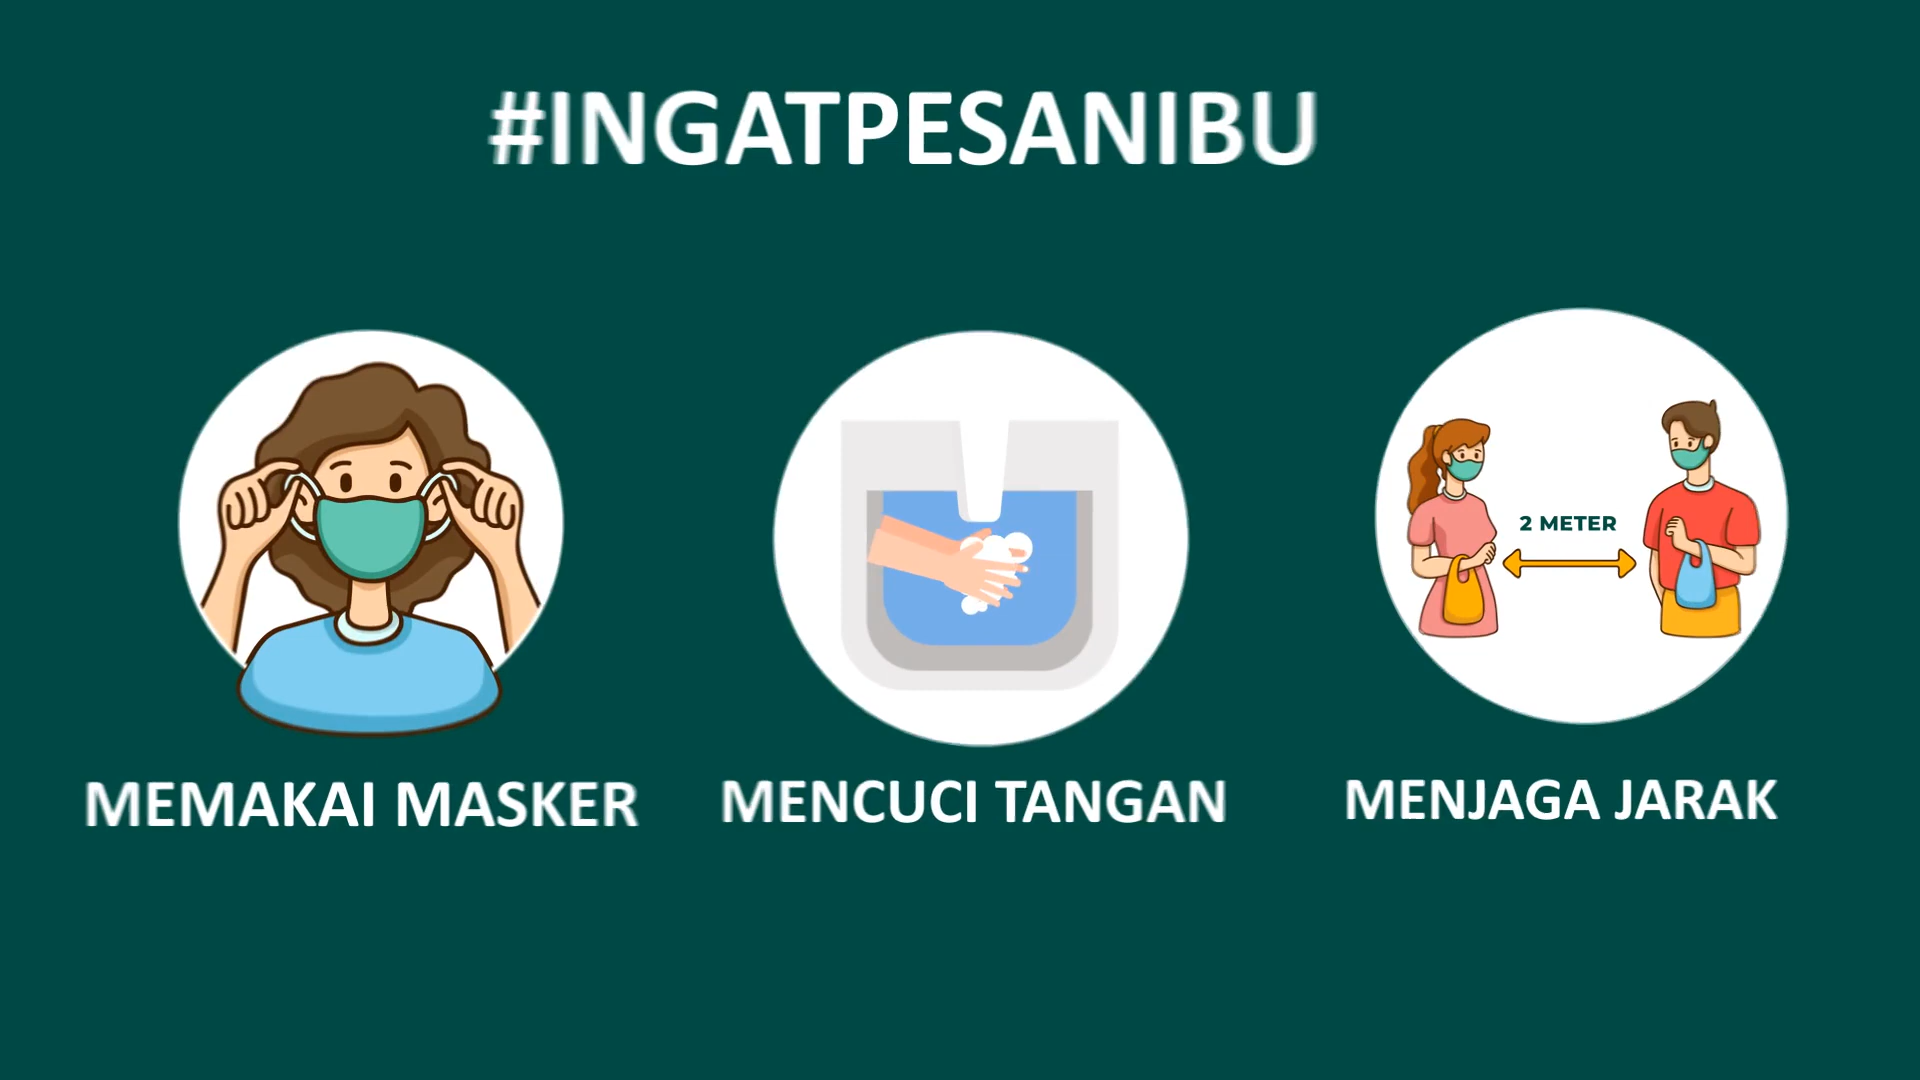 #INGATPESANIBU
2 METER
MEMAKAI MASKER
MENCUCI TANGAN
MENJAGA JARAK